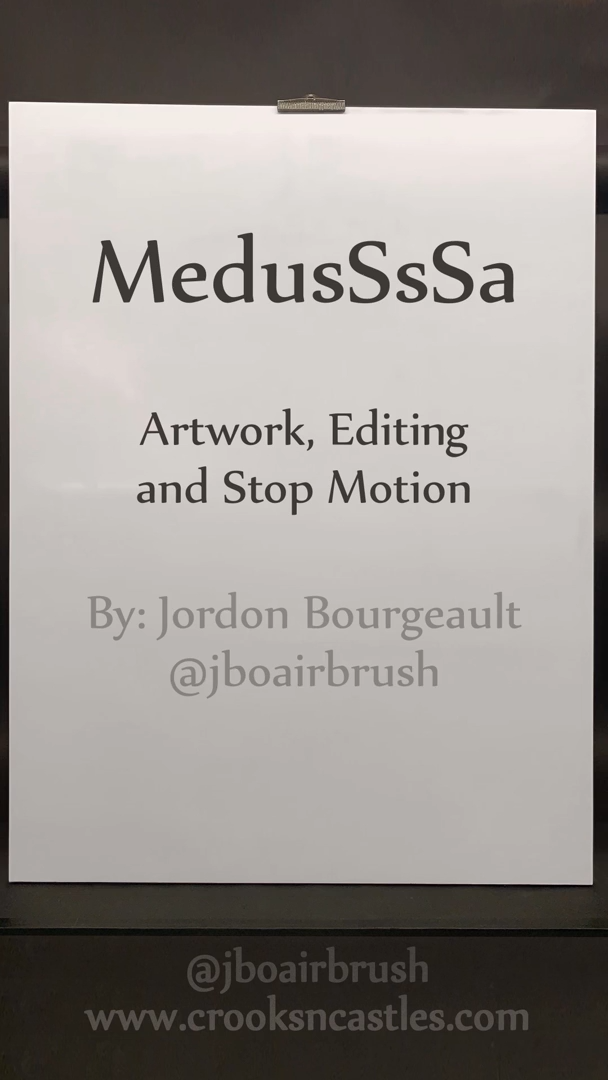 MedusSsSa
Artwork, Editing
and Stop Motion
By: Jordon Bourgeault
@jboairbrush
@jboairbrush
www.crooksncastles.com